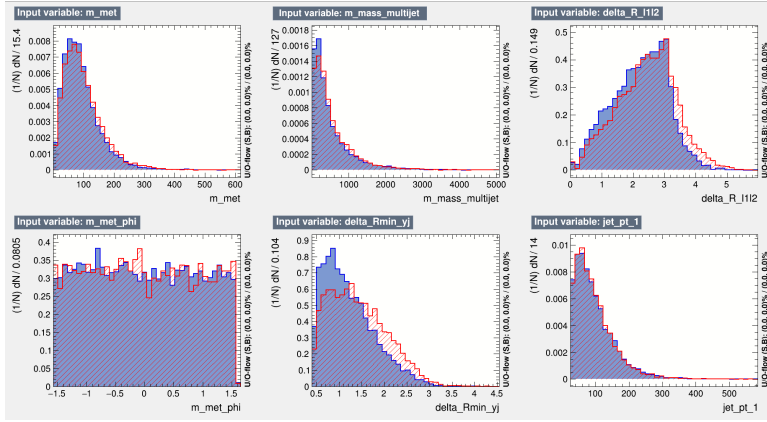 Input variable: m_met
(1/N) dN / 15.4
0.008
0.007
0.006
0.005
0.004
0.003
0.002
0.001
0
100 200 300 400 500 600
m_met
U/O-flow (S,B): (0.0, 0.0)% / (0.0, 0.0)%
Input variable: m_mass_multijet
(1/N) dN / 127
0.0018
0.0016
0.0014
0.0012
0.001
0.0008
0.0006
0.0004
0.0002
0
1000 2000 3000 4000 5000
m_mass_multijet
U/O-flow (S,B): (0.0, 0.0)% / (0.0, 0.0)%
Input variable: delta_R_l1l2
(1/N) dN / 0.149
0.5
0.4
0.3
0.2
0.1
0
0 1 2 3 4 5
delta_R_l1l2
U/O-flow (S,B): (0.0, 0.0)% / (0.0, 0.0)%
Input variable: m_met_phi
(1/N) dN / 0.0805
0.4
0.35
0.3
0.25
0.2
0.15
0.1
0.05
0
−1.5 −1 −0.5 0 0.5 1 1.5
m_met_phi
U/O-flow (S,B): (0.0, 0.0)% / (0.0, 0.0)%
Input variable: delta_Rmin_yj
(1/N) dN / 0.104
0.9
0.8
0.7
0.6
0.5
0.4
0.3
0.2
0.1
0
0.5 1 1.5 2 2.5 3 3.5 4 4.5
delta_Rmin_yj
U/O-flow (S,B): (0.0, 0.0)% / (0.0, 0.0)%
Input variable: jet_pt_1
(1/N) dN / 14
0.01
0.008
0.006
0.004
0.002
0
100 200 300 400 500
jet_pt_1
U/O-flow (S,B): (0.0, 0.0)% / (0.0, 0.0)%